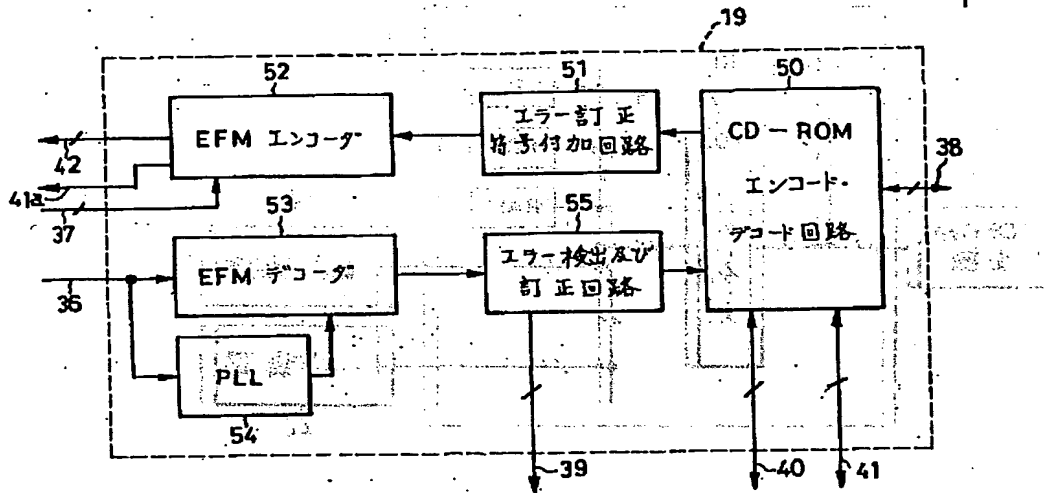 19
52
EFM エンコーダ
51
エラー訂正
符号付加回路
50
CD-ROM
エンコード・
デコード回路
38
42
41a
37
53
EFM デコーダ
55
エラー検出及び
訂正回路
36
PLL
54
39
40
41